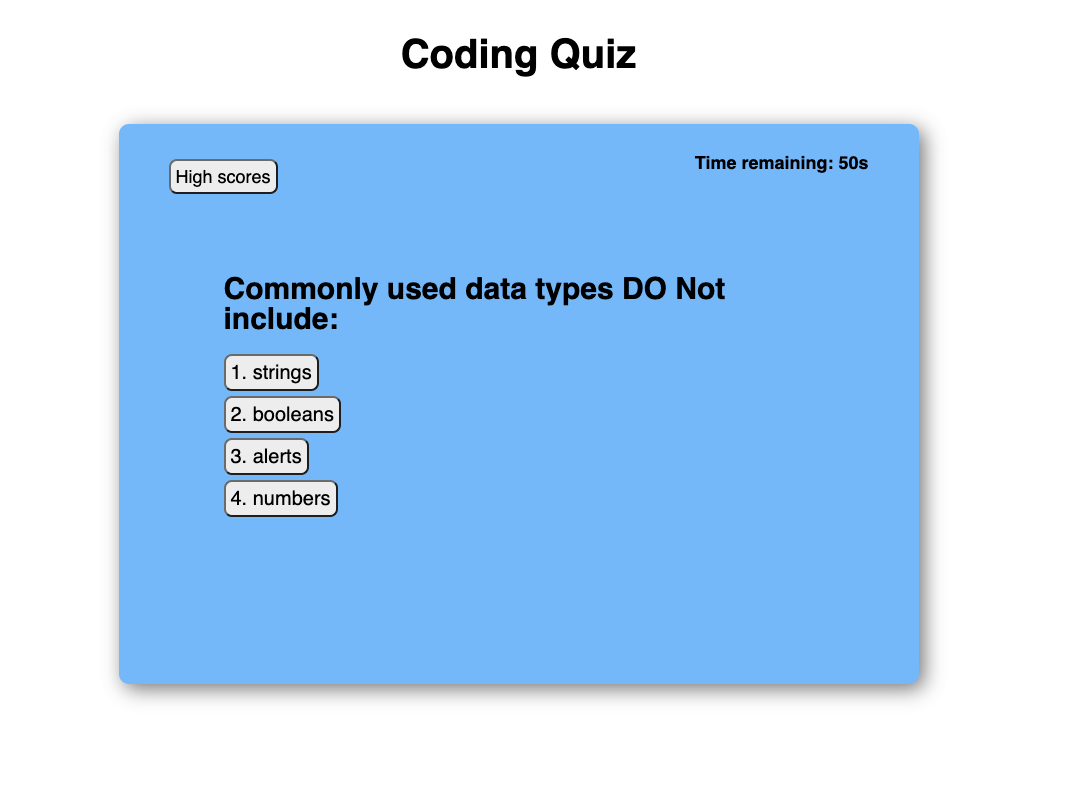 Coding Quiz
High scores
Time remaining: 50s
Commonly used data types DO Not
include:
1. strings
2. booleans
3. alerts
4. numbers